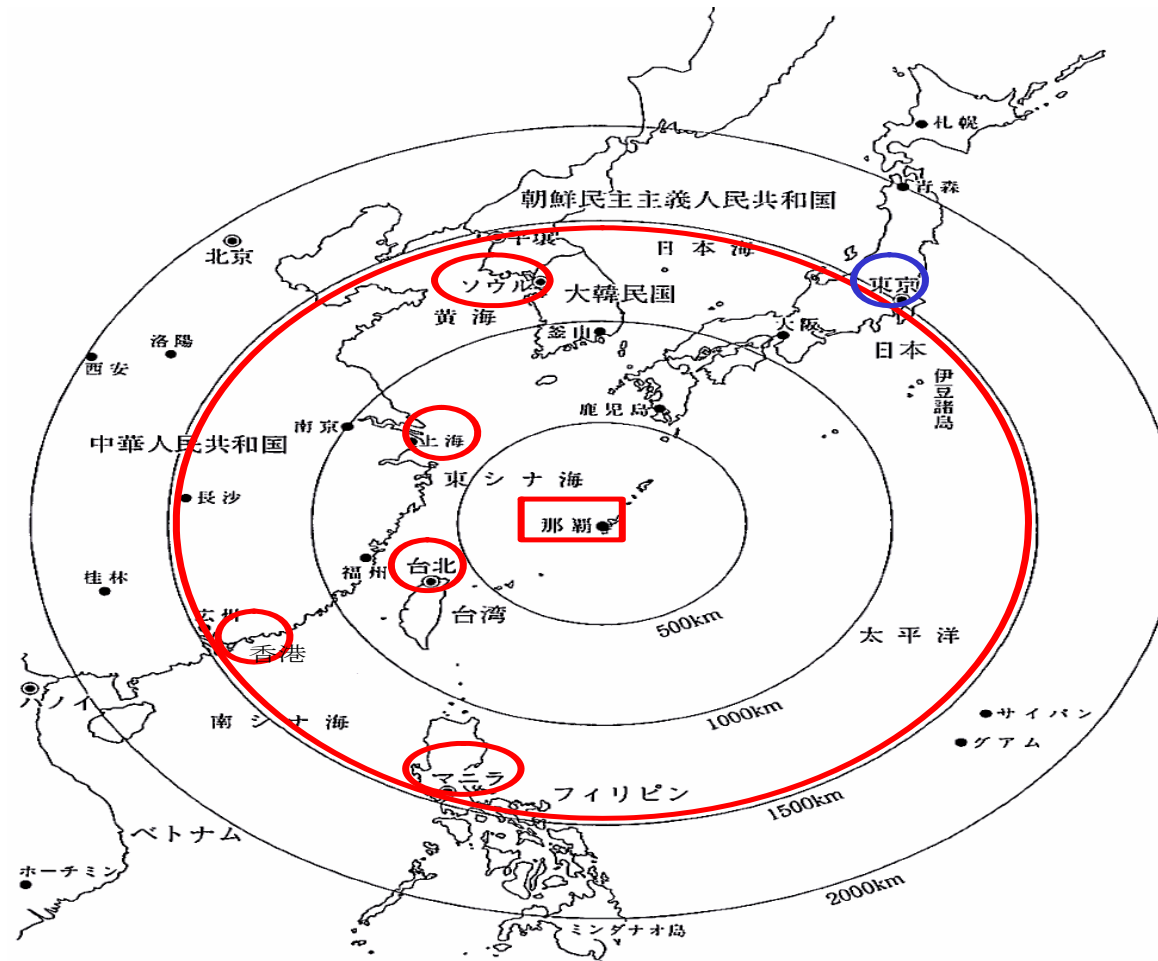 札幌
青森
朝鮮民主主義人民共和国
北京
平壌
日本海
ソウル
大韓民国
東京
黄海
釜山
大阪
日本
洛陽
西安
伊豆諸島
鹿児島
南京
上海
中華人民共和国
東シナ海
長沙
那覇
福州
台北
桂林
台湾
500km
広州
太平洋
香港
ハノイ
南シナ海
1000km
サイパン
グアム
マニラ
フィリピン
1500km
ベトナム
ホーチミン
2000km
ミンダナオ島